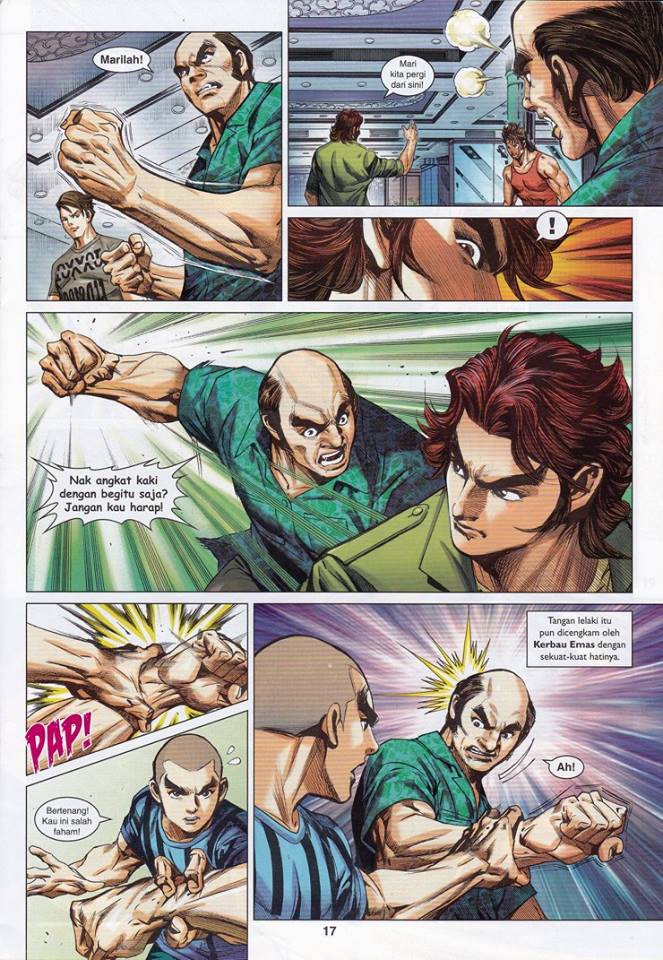 Marilah!
Mari
kita pergi
dari sini!
!
Nak angkat kaki
dengan begitu saja?
Jangan kau harap!
PAP!
Bertenang!
Kau ini salah
faham!
Tangan lelaki itu
pun dicengkam oleh
Kerbau Emas dengan
sekuat-kuat hatinya.
Ah!
17